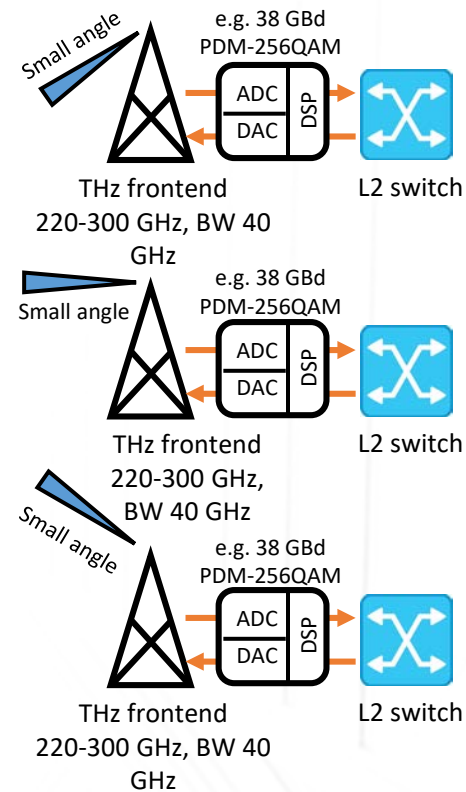 e.g. 38 GBd
PDM-256QAM
Small angle
ADC
DAC
DSP
THz frontend
220-300 GHz, BW 40
GHz
L2 switch
e.g. 38 GBd
PDM-256QAM
Small angle
ADC
DAC
DSP
THz frontend
220-300 GHz,
BW 40 GHz
L2 switch
Small angle
e.g. 38 GBd
PDM-256QAM
ADC
DAC
DSP
THz frontend
220-300 GHz, BW 40
GHz
L2 switch